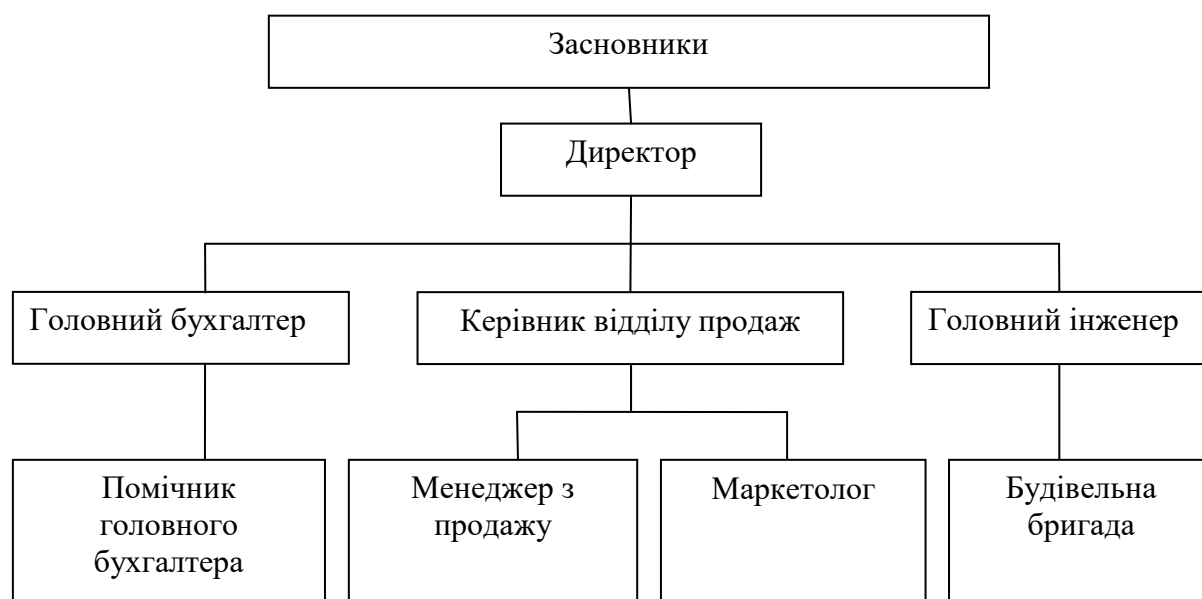 Засновники
Директор
Головний бухгалтер
Керівник відділу продаж
Головний інженер
Помічник
головного
бухгалтера
Менеджер з
продажу
Маркетолог
Будівельна
бригада